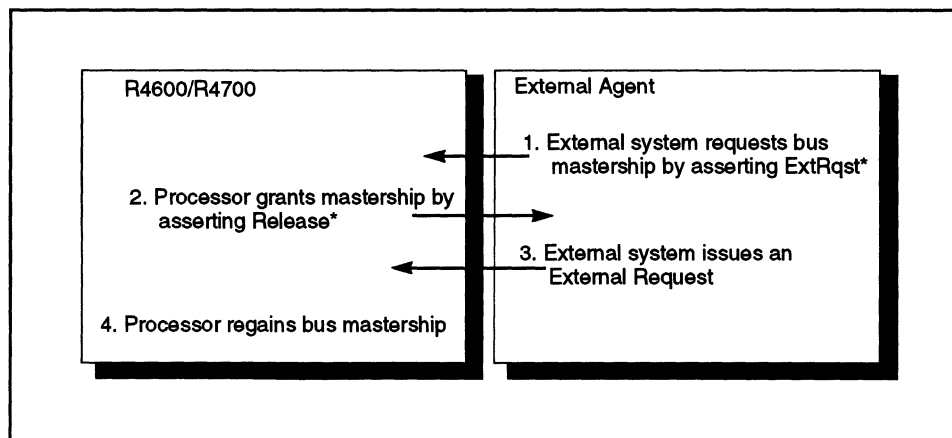 R4600/R4700
External Agent
1. External system requests bus
mastership by asserting ExtRqst*
2. Processor grants mastership by
asserting Release*
3. External system issues an
External Request
4. Processor regains bus mastership